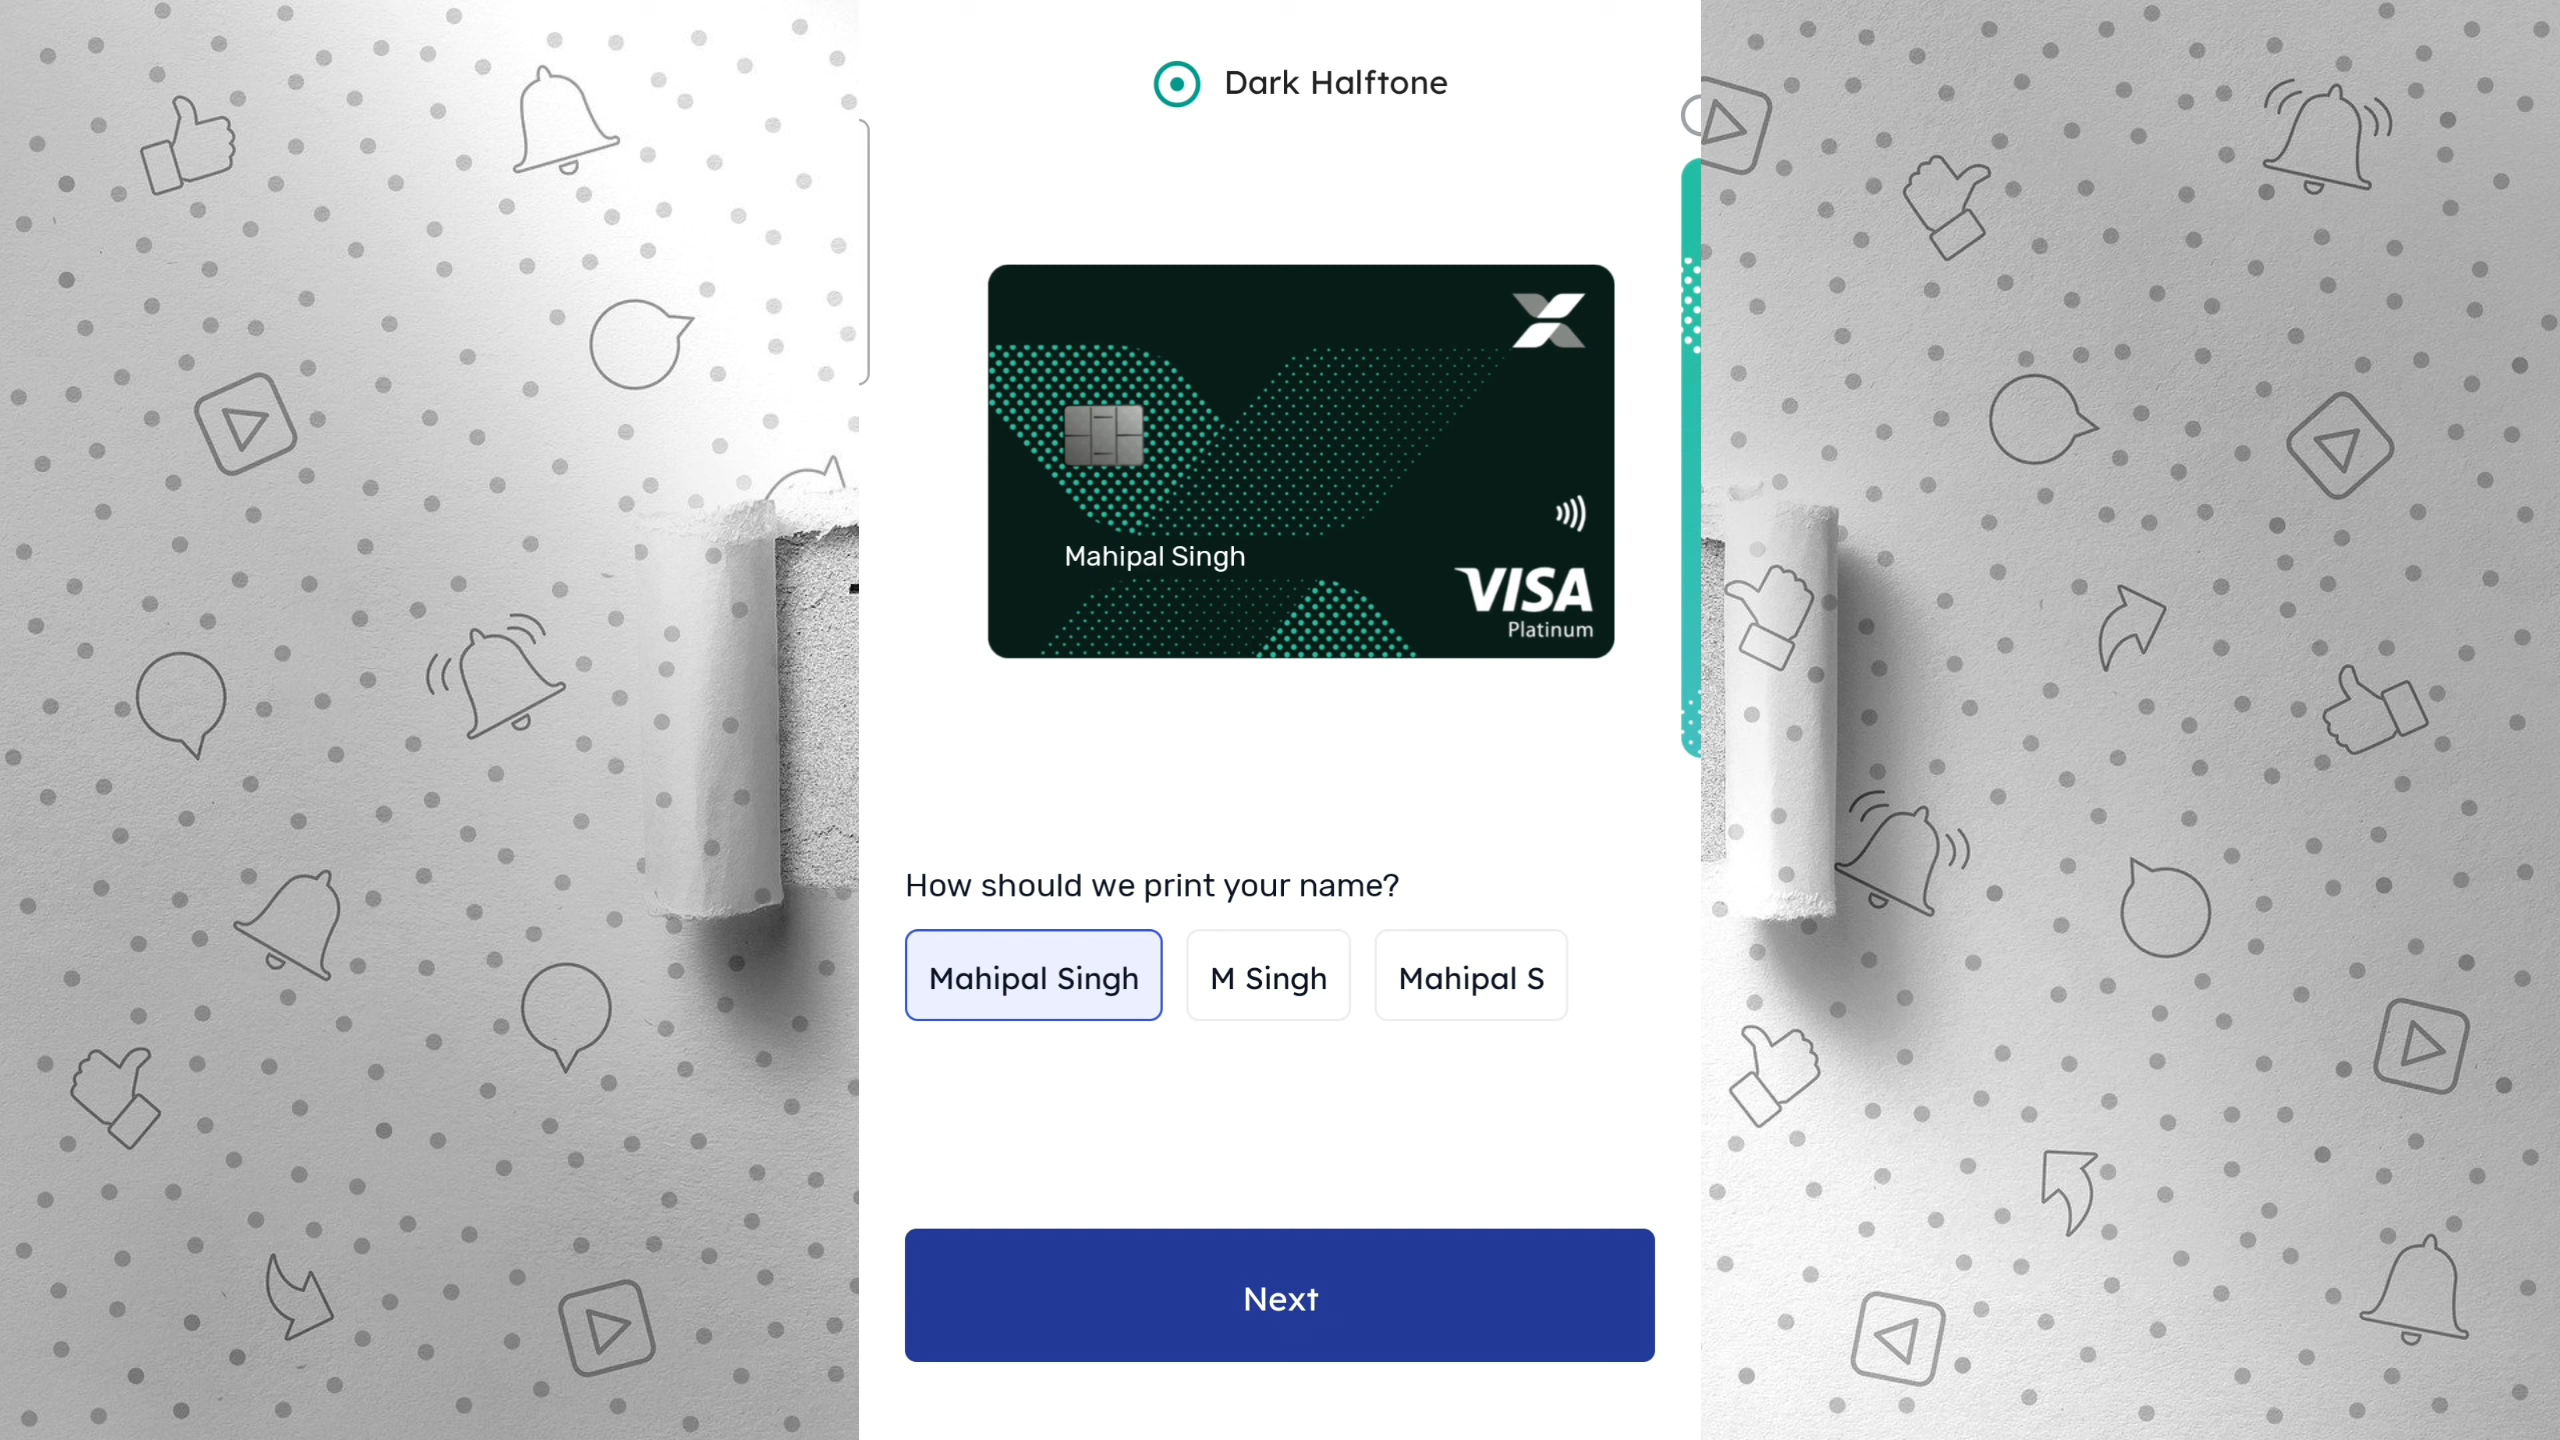 Dark Halftone
Mahipal Singh
VISA
Platinum
How should we print your name?
Mahipal Singh
M Singh
Mahipal S
Next